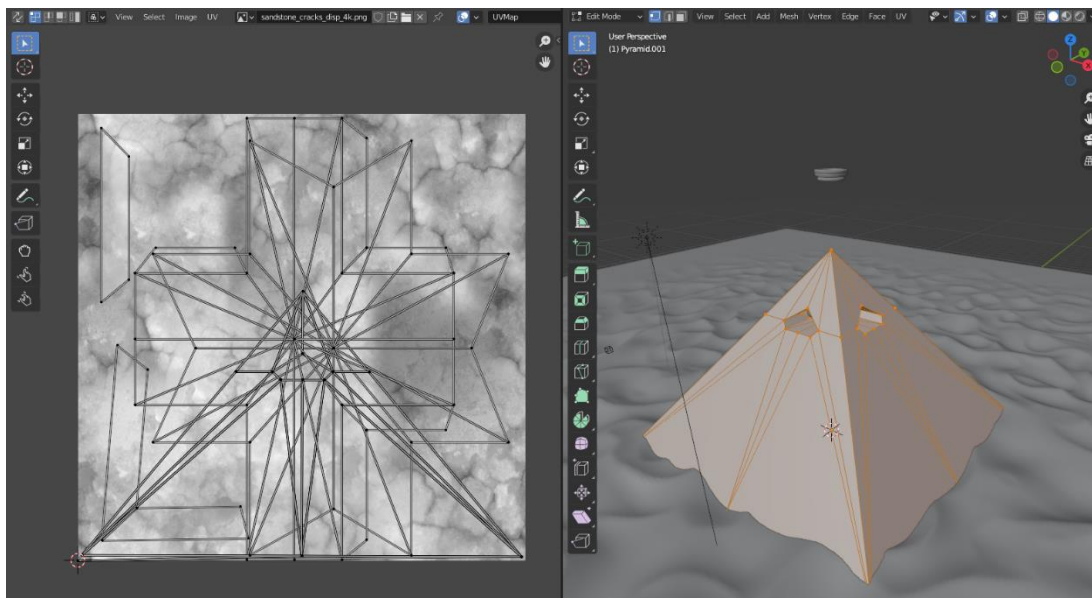 View Select Image UV sandstone_cracks_disp_4k.png UVMap
Edit Mode View Select Add Mesh Vertex Edge Face UV
User Perspective
(1) Pyramid.001
Z
Y
X